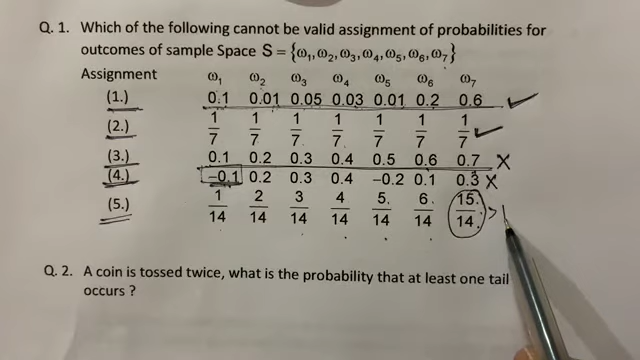 Q. 1. Which of the following cannot be valid assignment of probabilities for
outcomes of sample Space S = {ω₁,ω₂,ω₃,ω₄,ω₅,ω₆,ω₇}
Assignment ω₁ ω₂ ω₃ ω₄ ω₅ ω₆ ω₇
(1.) 0.1 0.01 0.05 0.03 0.01 0.2 0.6 ✓
(2.) 1/7 1/7 1/7 1/7 1/7 1/7 1/7 ✓
(3.) 0.1 0.2 0.3 0.4 0.5 0.6 0.7 ×
(4.) −0.1 0.2 0.3 0.4 −0.2 0.1 0.3 ×
(5.) 1/14 2/14 3/14 4/14 5/14 6/14 15/14 > 1
Q. 2. A coin is tossed twice, what is the probability that at least one tail
occurs ?